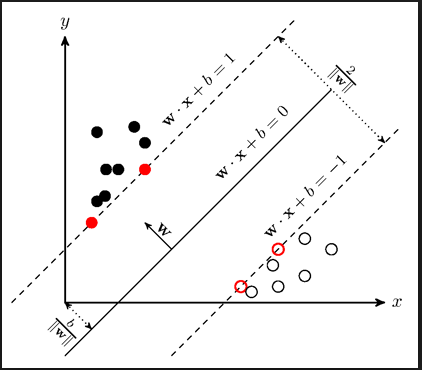 y
w · x + b = 1
2
‖w‖
w · x + b = 0
w · x + b = −1
w
x
b
‖w‖